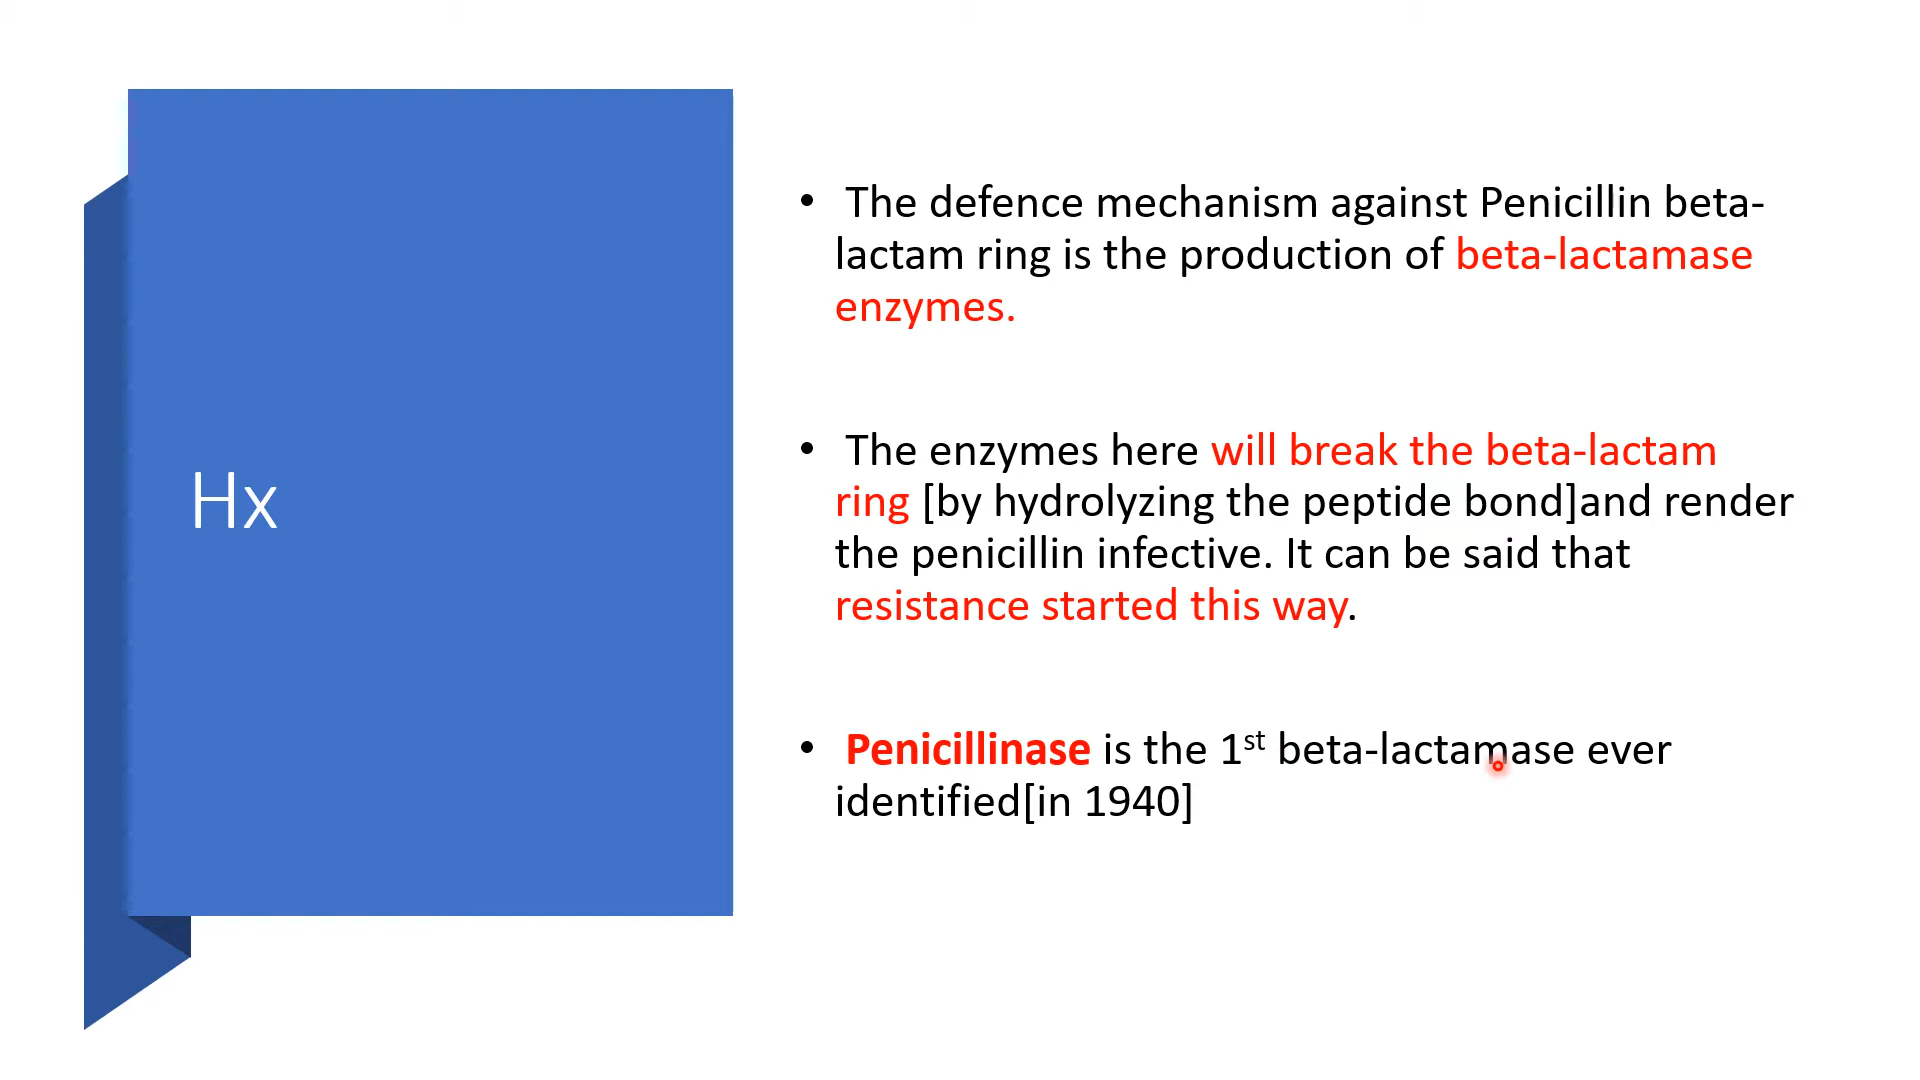 Hx
• The defence mechanism against Penicillin beta-
lactam ring is the production of beta-lactamase
enzymes.
• The enzymes here will break the beta-lactam
ring [by hydrolyzing the peptide bond]and render
the penicillin infective. It can be said that
resistance started this way.
• Penicillinase is the 1st beta-lactamase ever
identified[in 1940]